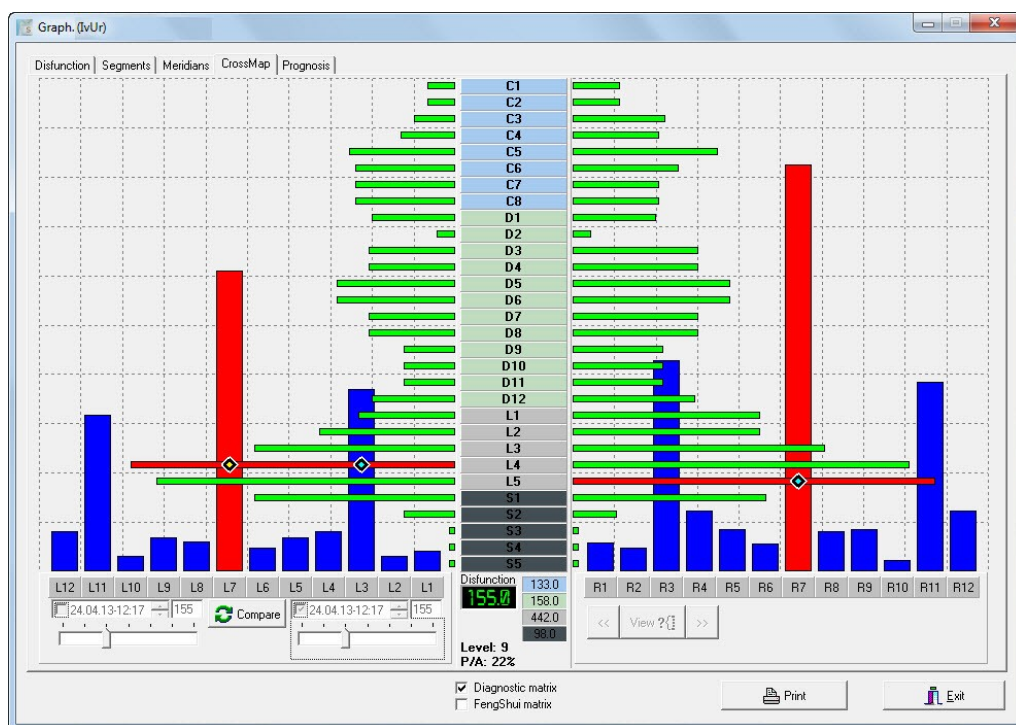 Graph. (IvUr)
Disfunction Segments Meridians CrossMap Prognosis
C1
C2
C3
C4
C5
C6
C7
C8
D1
D2
D3
D4
D5
D6
D7
D8
D9
D10
D11
D12
L1
L2
L3
L4
L5
S1
S2
S3
S4
S5
L12 L11 L10 L9 L8 L7 L6 L5 L4 L3 L2 L1
R1 R2 R3 R4 R5 R6 R7 R8 R9 R10 R11 R12
24.04.13-12:17 155
Compare
24.04.13-12:17 155
Disfunction
155.0
133.0
158.0
442.0
98.0
Level: 9
P/A: 22%
<< View ?{} >>
Diagnostic matrix
FengShui matrix
Print
Exit